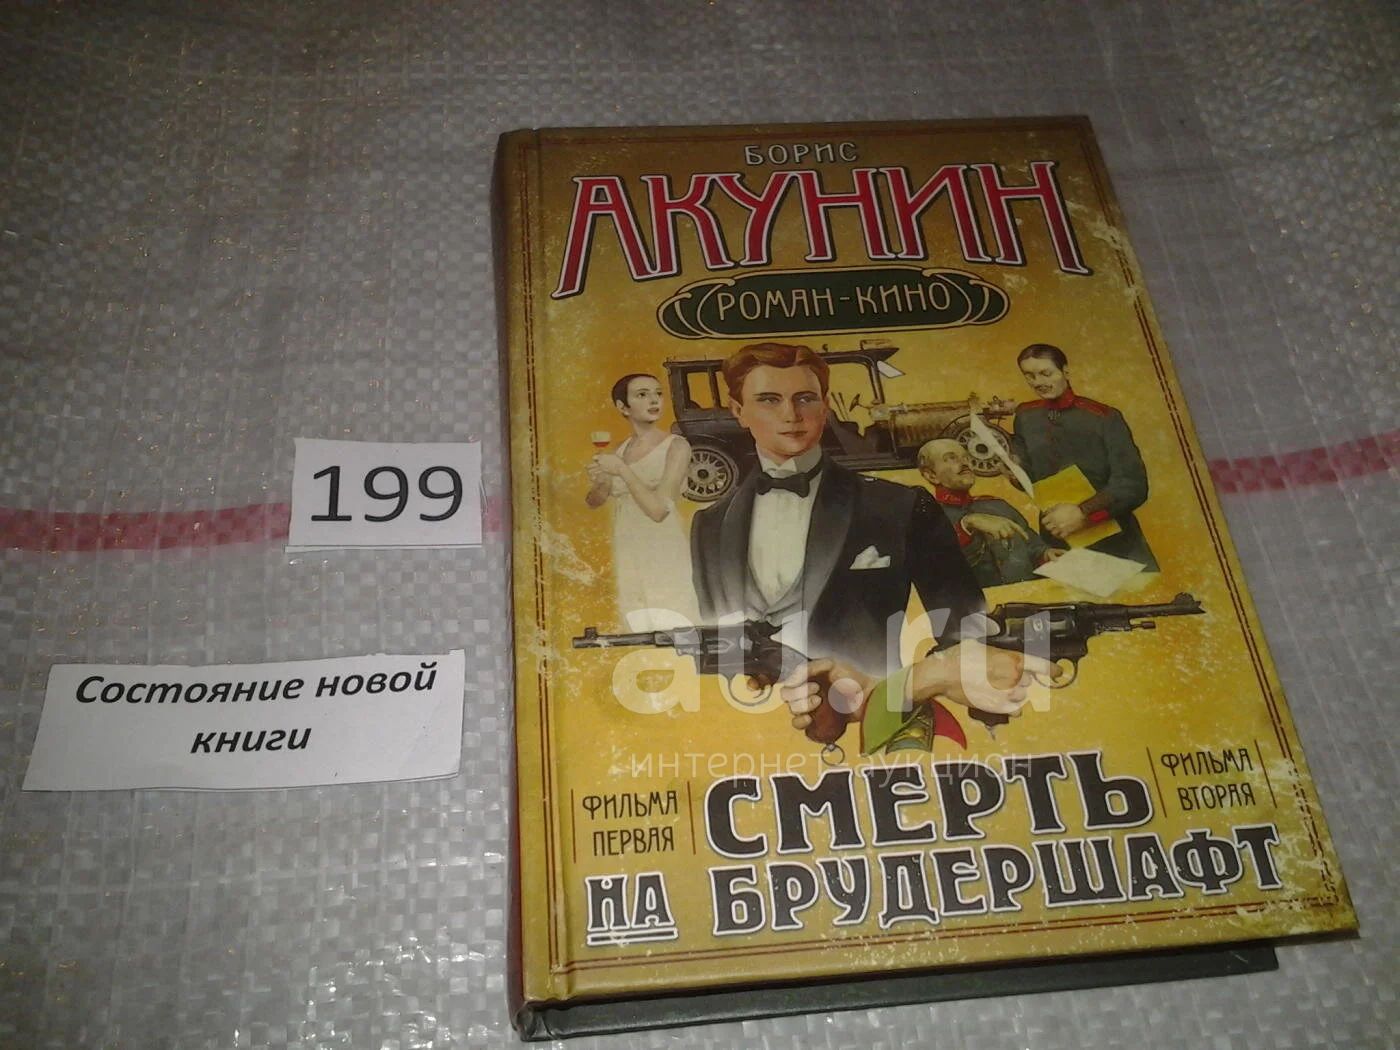 БОРИС
АКУНИН
РОМАН-КИНО
199
Состояние новой
книги
au.ru
интернет-аукцион
ФИЛЬМА
ПЕРВАЯ
СМЕРТЬ
НА БРУДЕРШАФТ
ФИЛЬМА
ВТОРАЯ